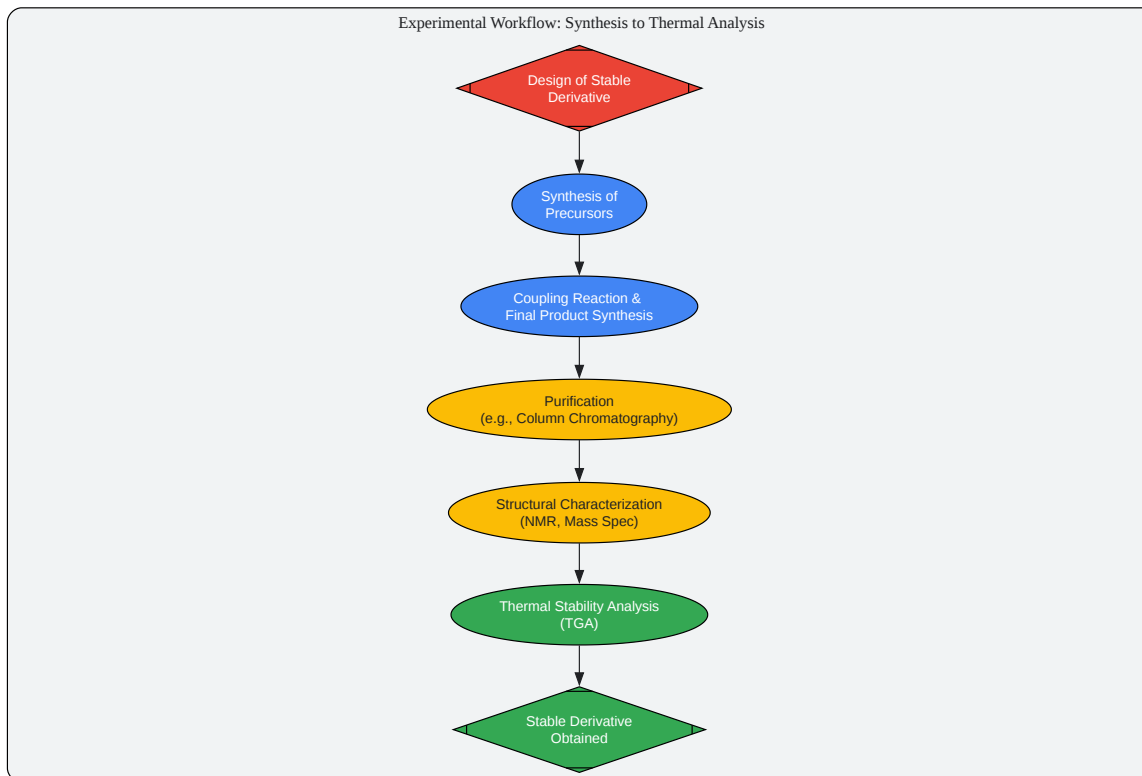 Experimental Workflow: Synthesis to Thermal Analysis
Design of Stable
Derivative
Synthesis of
Precursors
Coupling Reaction &
Final Product Synthesis
Purification
(e.g., Column Chromatography)
Structural Characterization
(NMR, Mass Spec)
Thermal Stability Analysis
(TGA)
Stable Derivative
Obtained